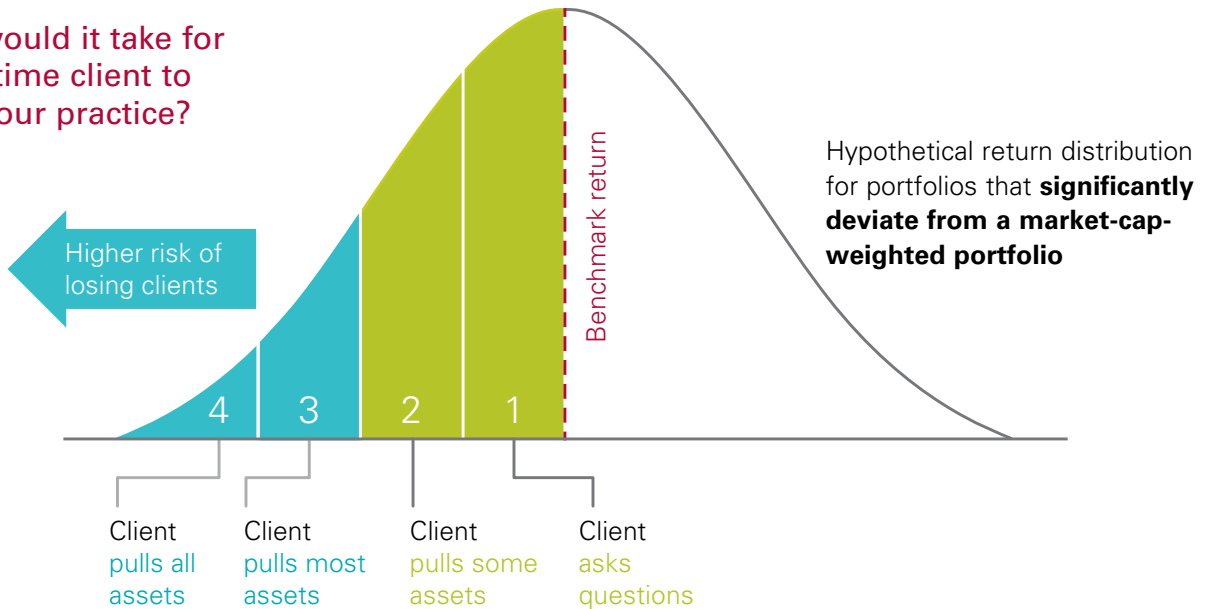 would it take for
time client to
our practice?
Higher risk of
losing clients
Benchmark return
Hypothetical return distribution
for portfolios that significantly
deviate from a market-cap-
weighted portfolio
4
3
2
1
Client
pulls all
assets
Client
pulls most
assets
Client
pulls some
assets
Client
asks
questions